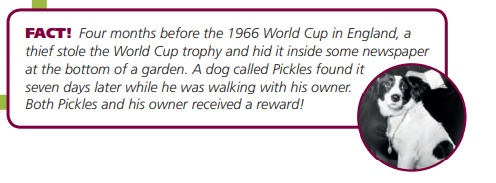 FACT! Four months before the 1966 World Cup in England, a
thief stole the World Cup trophy and hid it inside some newspaper
at the bottom of a garden. A dog called Pickles found it
seven days later while he was walking with his owner.
Both Pickles and his owner received a reward!